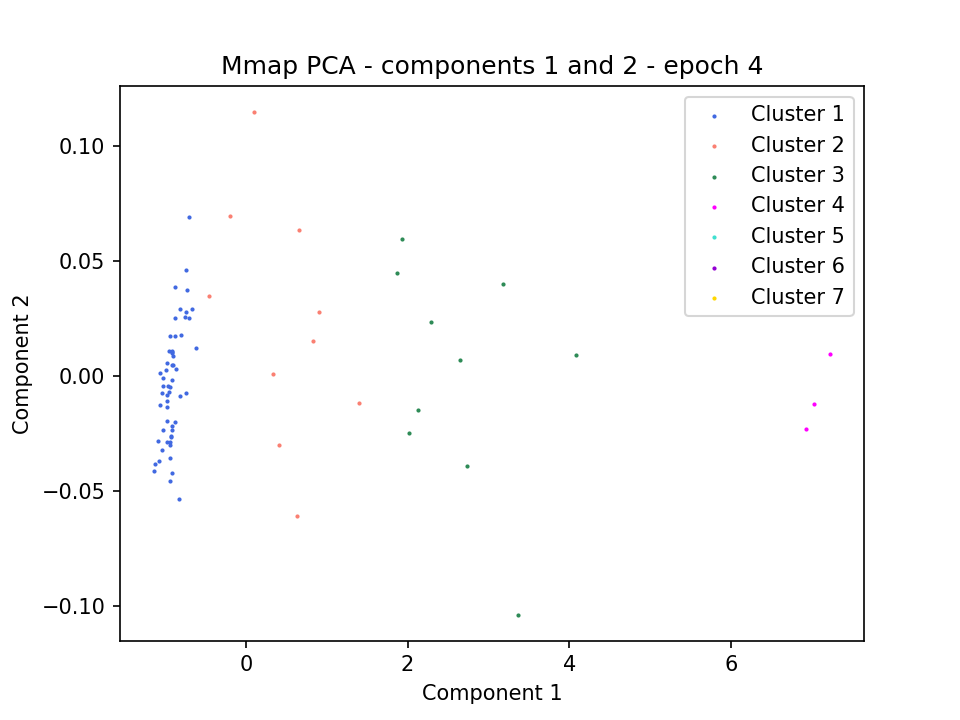 Mmap PCA - components 1 and 2 - epoch 4
Cluster 1
Cluster 2
Cluster 3
Cluster 4
Cluster 5
Cluster 6
Cluster 7
0.10
0.05
0.00
−0.05
−0.10
Component 2
0 2 4 6
Component 1